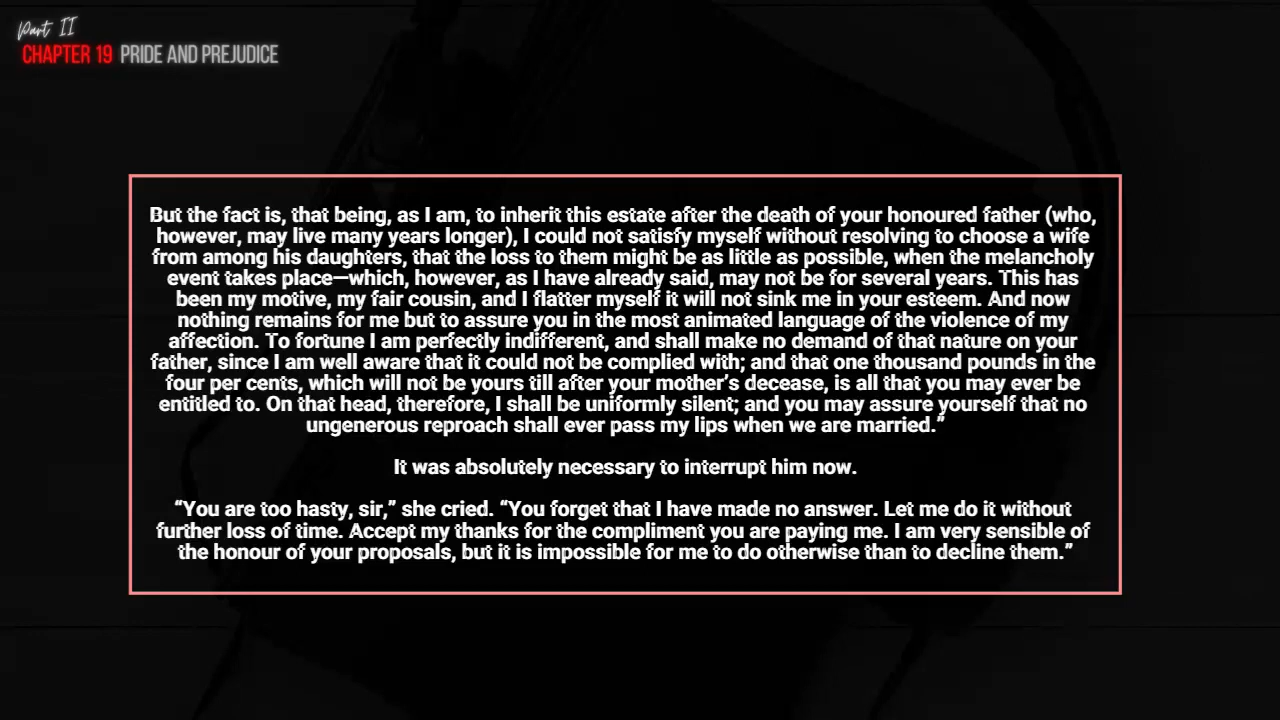 Part II
CHAPTER 19 PRIDE AND PREJUDICE
But the fact is, that being, as I am, to inherit this estate after the death of your honoured father (who,
however, may live many years longer), I could not satisfy myself without resolving to choose a wife
from among his daughters, that the loss to them might be as little as possible, when the melancholy
event takes place—which, however, as I have already said, may not be for several years. This has
been my motive, my fair cousin, and I flatter myself it will not sink me in your esteem. And now
nothing remains for me but to assure you in the most animated language of the violence of my
affection. To fortune I am perfectly indifferent, and shall make no demand of that nature on your
father, since I am well aware that it could not be complied with; and that one thousand pounds in the
four per cents, which will not be yours till after your mother’s decease, is all that you may ever be
entitled to. On that head, therefore, I shall be uniformly silent; and you may assure yourself that no
ungenerous reproach shall ever pass my lips when we are married.”
It was absolutely necessary to interrupt him now.
“You are too hasty, sir,” she cried. “You forget that I have made no answer. Let me do it without
further loss of time. Accept my thanks for the compliment you are paying me. I am very sensible of
the honour of your proposals, but it is impossible for me to do otherwise than to decline them.”